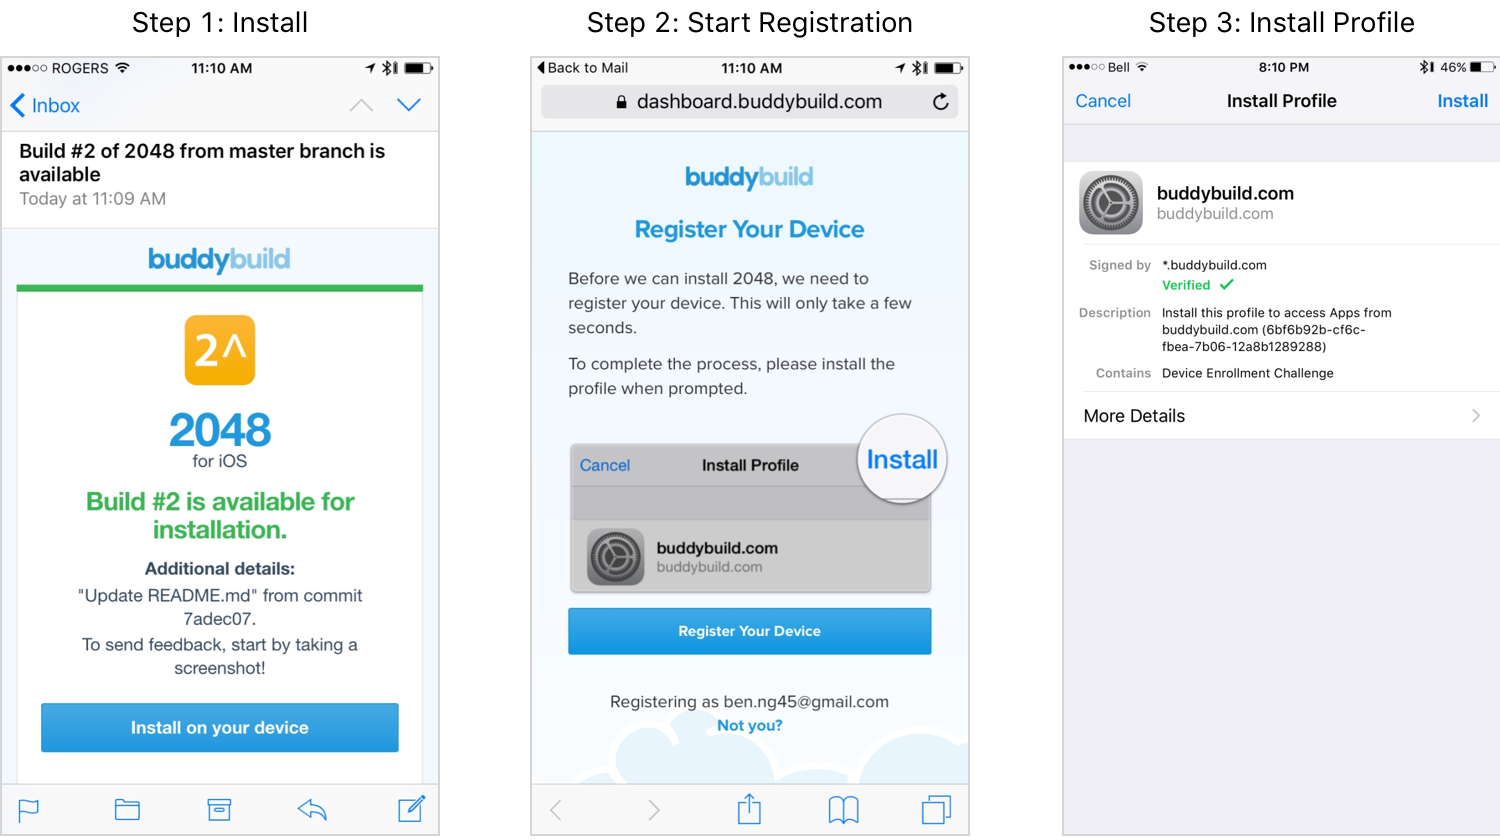 Step 1: Install
ROGERS
11:10 AM
Inbox
Build #2 of 2048 from master branch is
available
Today at 11:09 AM
buddybuild
2^
2048
for iOS
Build #2 is available for
installation.
Additional details:
"Update README.md" from commit
7adec07.
To send feedback, start by taking a
screenshot!
Install on your device
Step 2: Start Registration
Back to Mail
11:10 AM
dashboard.buddybuild.com
buddybuild
Register Your Device
Before we can install 2048, we need to
register your device. This will only take a few
seconds.
To complete the process, please install the
profile when prompted.
Cancel
Install Profile
Install
buddybuild.com
buddybuild.com
Register Your Device
Registering as ben.ng45@gmail.com
Not you?
Step 3: Install Profile
Bell
8:10 PM
46%
Cancel
Install Profile
Install
buddybuild.com
buddybuild.com
Signed by *.buddybuild.com
Verified
Description Install this profile to access Apps from
buddybuild.com (6bf6b92b-cf6c-
fbea-7b06-12a8b1289288)
Contains Device Enrollment Challenge
More Details